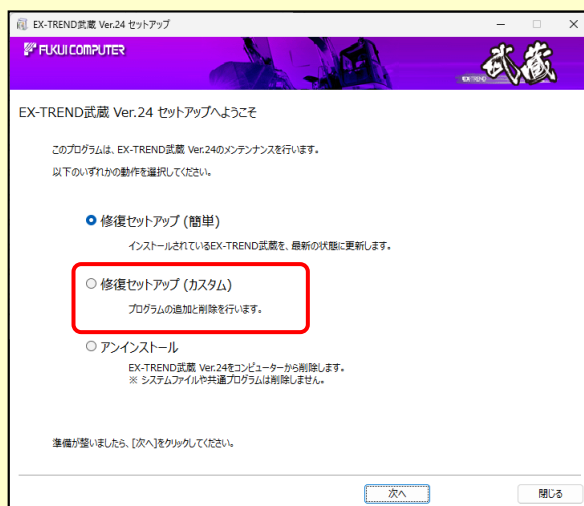 EX-TREND武蔵 Ver.24 セットアップ
FUKUI COMPUTER
武蔵
EX-TREND
EX-TREND武蔵 Ver.24 セットアップへようこそ
このプログラムは、EX-TREND武蔵 Ver.24のメンテナンスを行います。
以下のいずれかの動作を選択してください。
修復セットアップ (簡単)
インストールされているEX-TREND武蔵を、最新の状態に更新します。
修復セットアップ (カスタム)
プログラムの追加と削除を行います。
アンインストール
EX-TREND武蔵 Ver.24をコンピューターから削除します。
※ システムファイルや共通プログラムは削除しません。
準備が整いましたら、[次へ]をクリックしてください。
次へ
閉じる